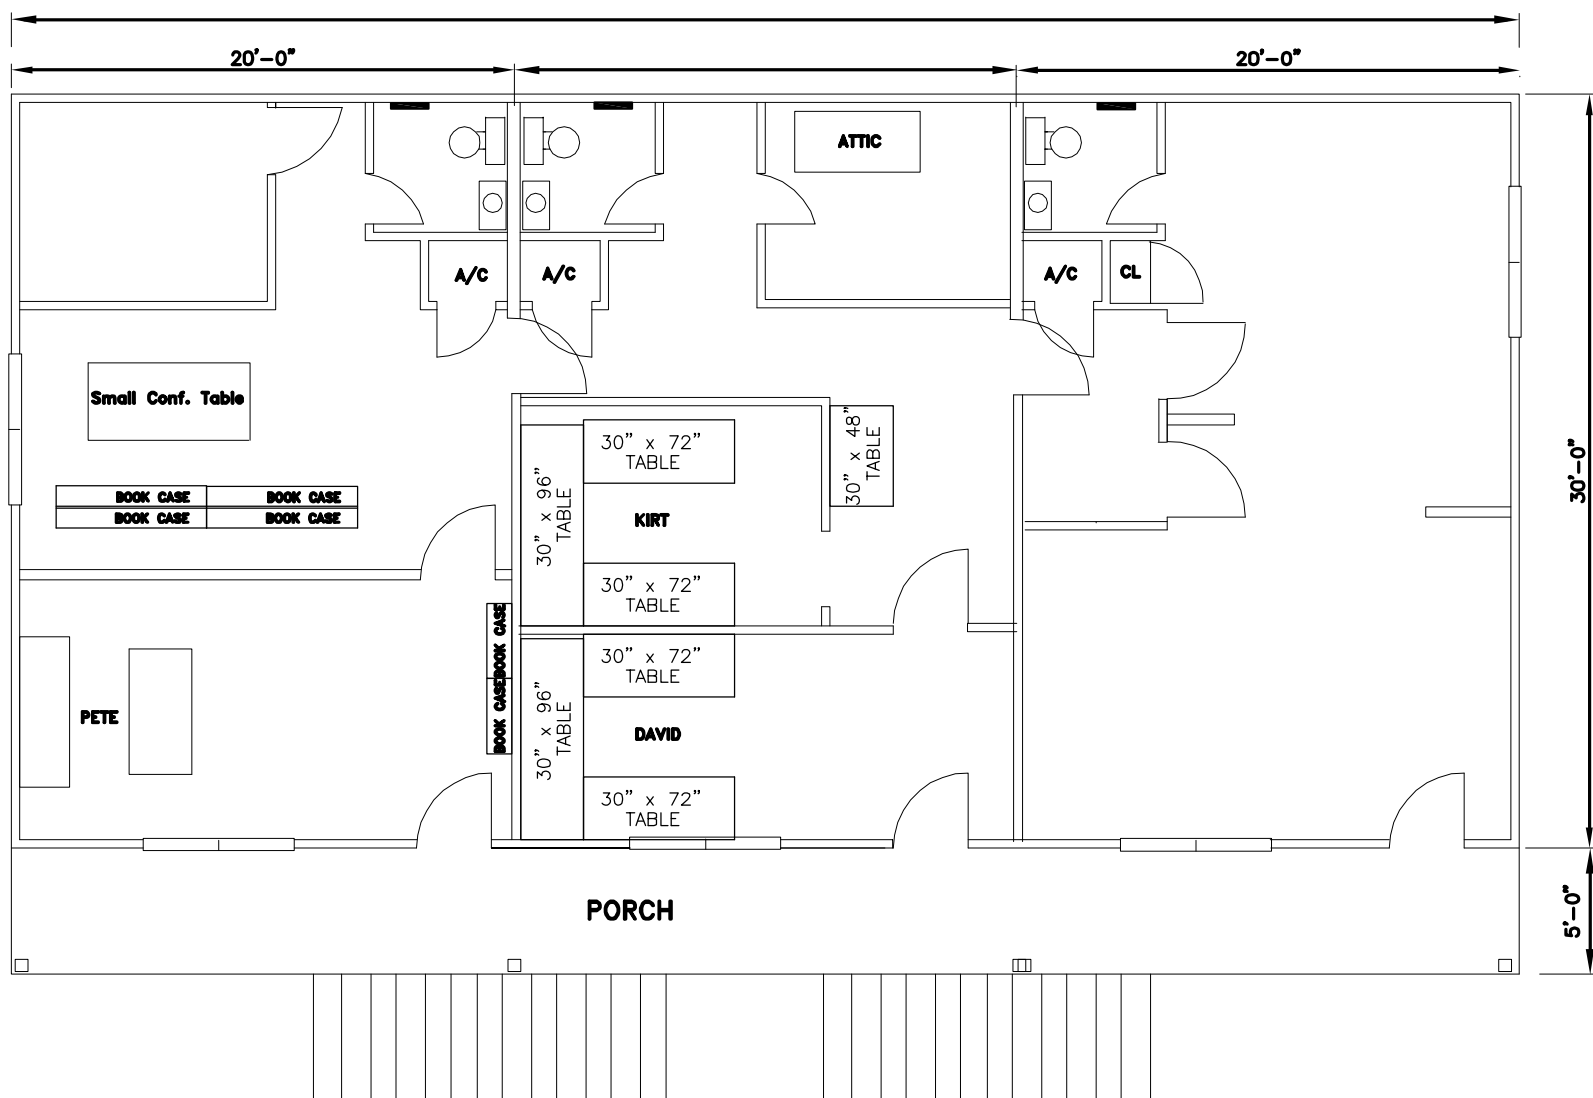 20'-0"
20'-0"
ATTIC
A/C
A/C
A/C
CL
Small Conf. Table
30" x 48"
TABLE
30" x 72"
TABLE
30" x 96"
TABLE
30'-0"
BOOK CASE
BOOK CASE
BOOK CASE
BOOK CASE
KIRT
30" x 72"
TABLE
BOOK CASE
BOOK CASE
30" x 72"
TABLE
30" x 96"
TABLE
PETE
DAVID
30" x 72"
TABLE
PORCH
5'-0"